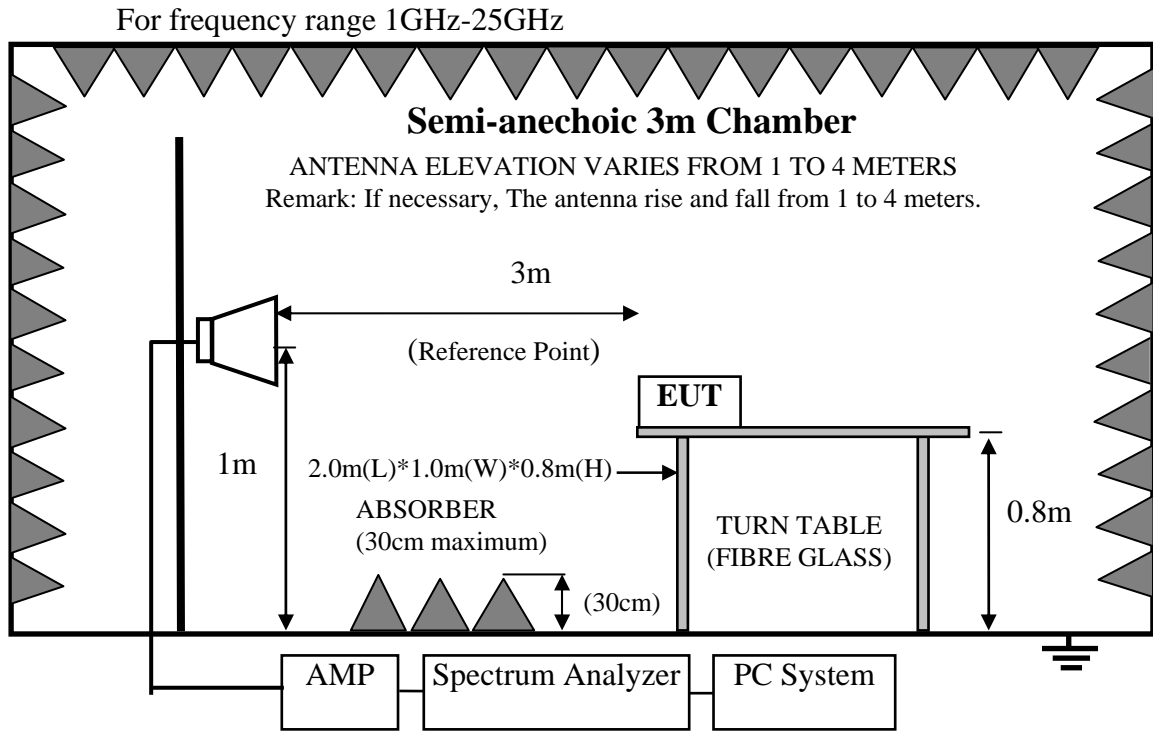 For frequency range 1GHz-25GHz
Semi-anechoic 3m Chamber
ANTENNA ELEVATION VARIES FROM 1 TO 4 METERS
Remark: If necessary, The antenna rise and fall from 1 to 4 meters.
3m
(Reference Point)
EUT
1m
2.0m(L)*1.0m(W)*0.8m(H)
ABSORBER
(30cm maximum)
TURN TABLE
(FIBRE GLASS)
0.8m
(30cm)
AMP
Spectrum Analyzer
PC System